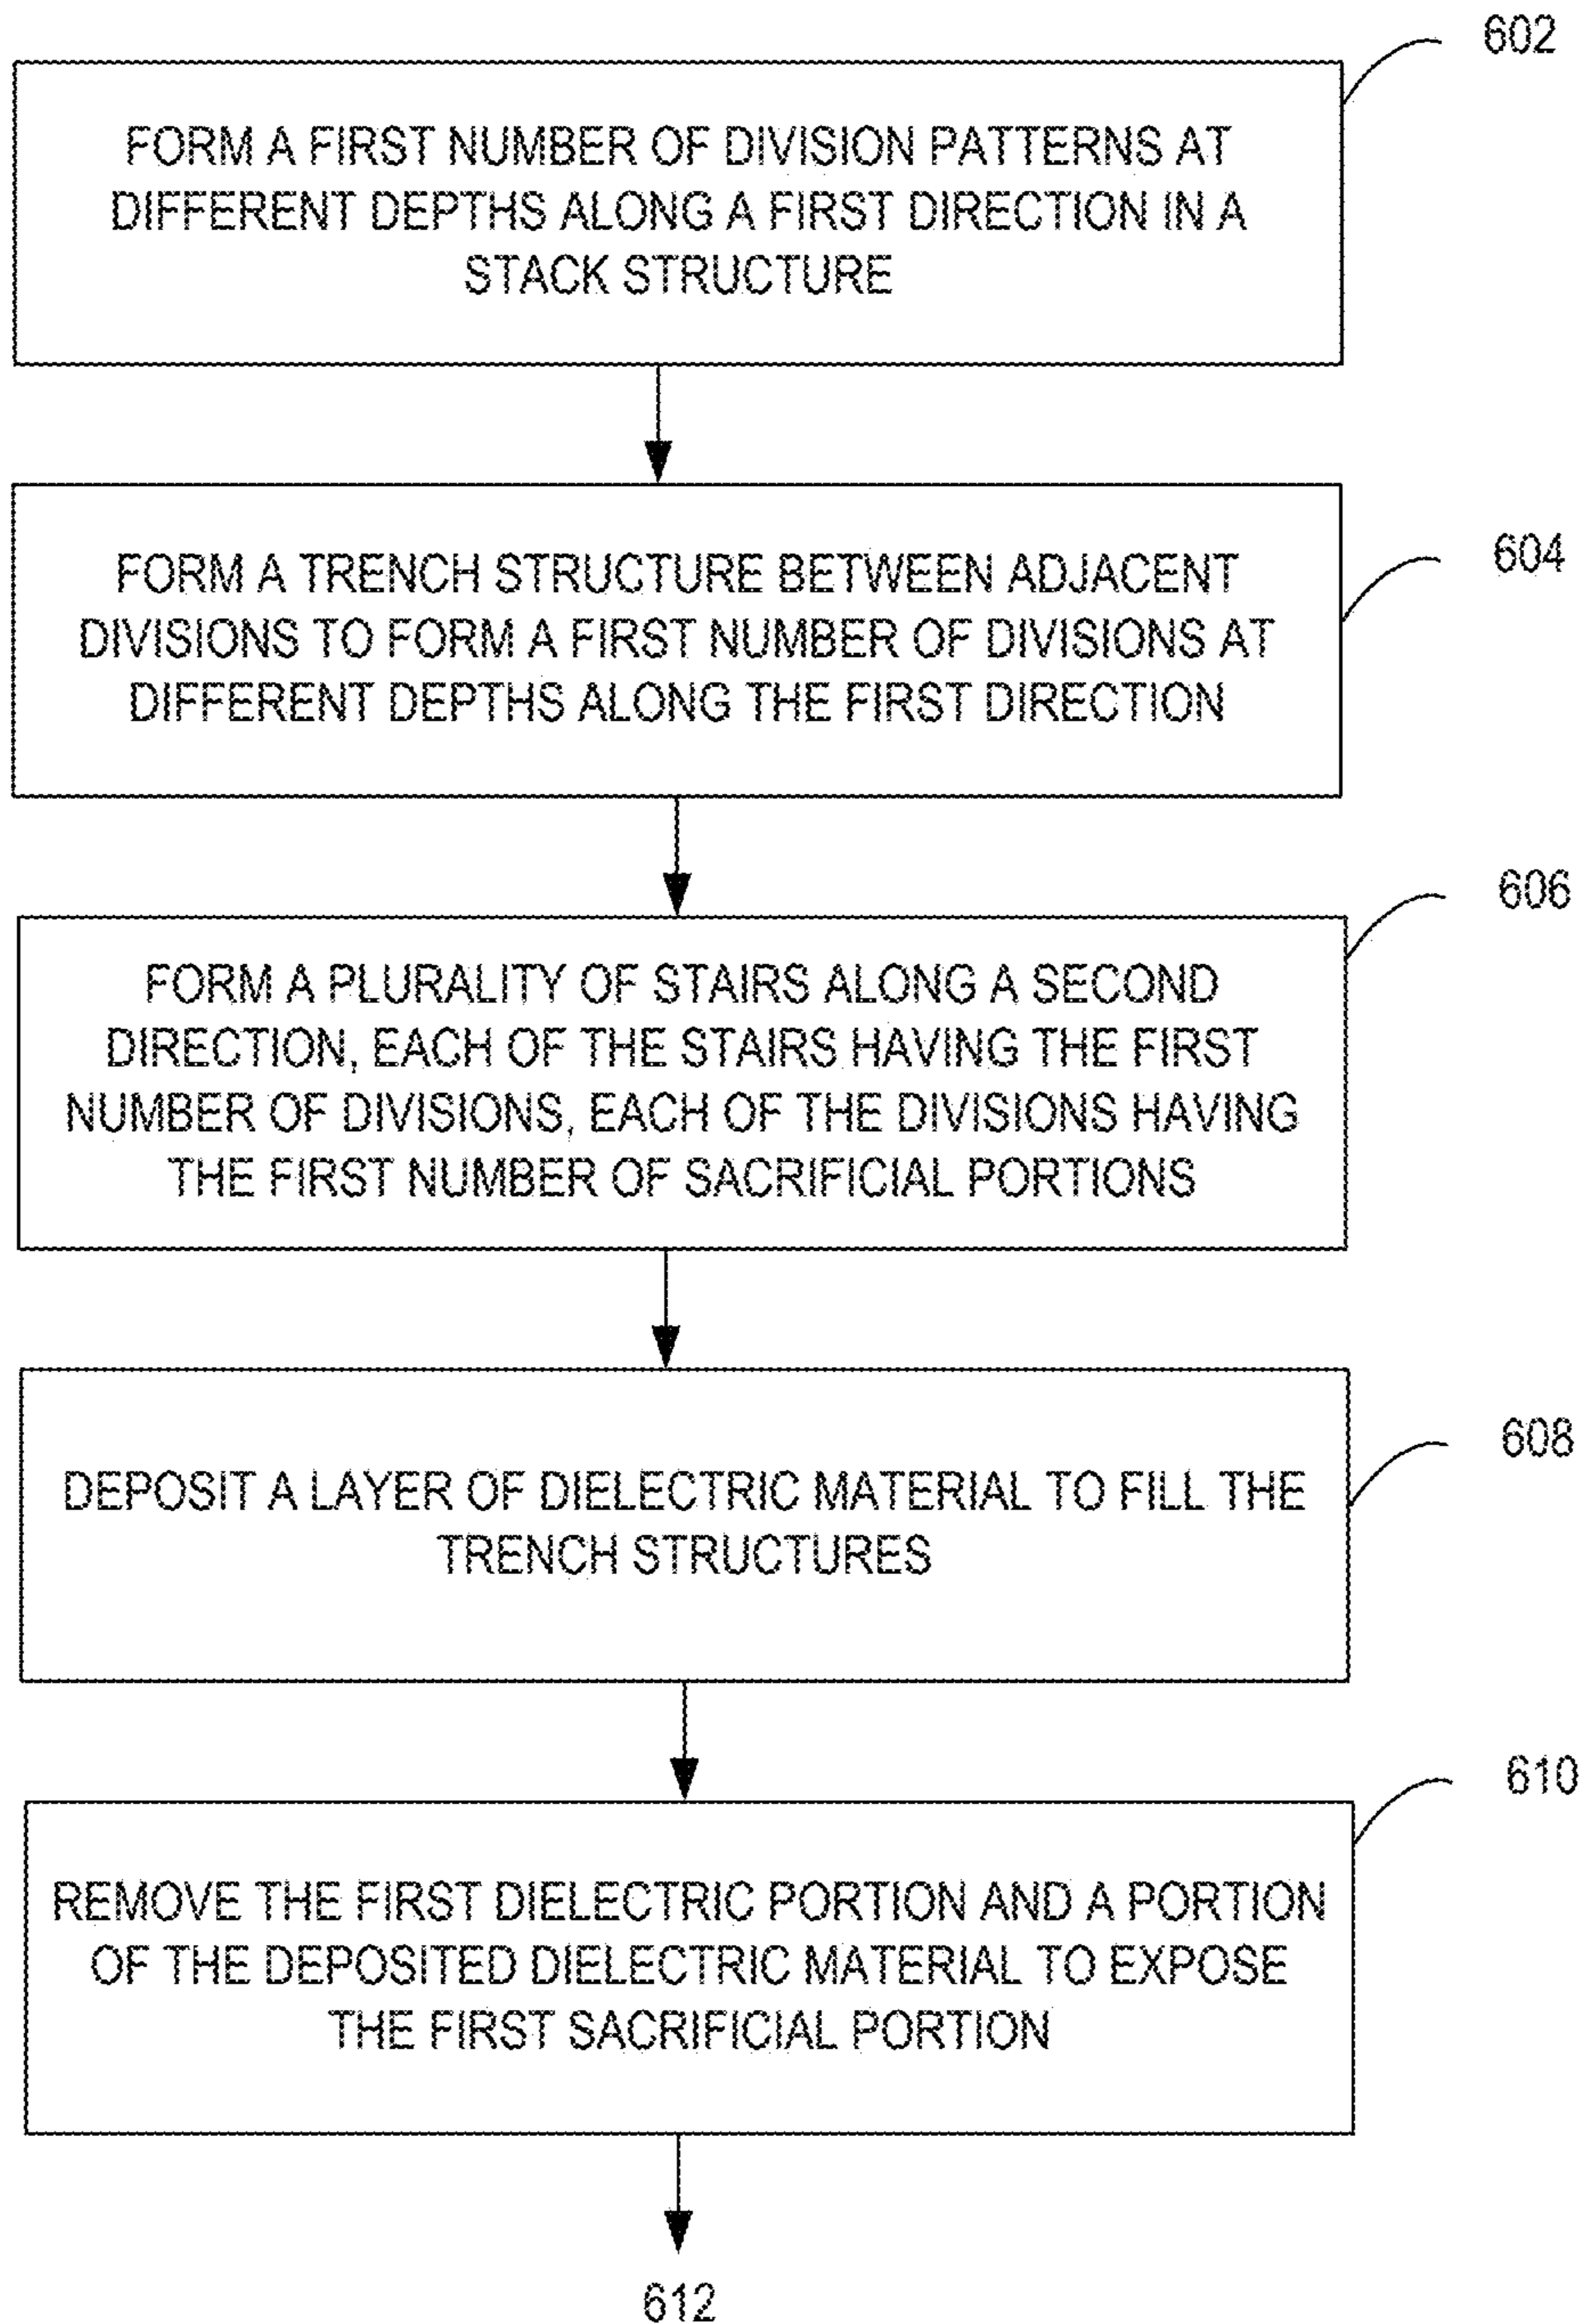 602
FORM A FIRST NUMBER OF DIVISION PATTERNS AT
DIFFERENT DEPTHS ALONG A FIRST DIRECTION IN A
STACK STRUCTURE
604
FORM A TRENCH STRUCTURE BETWEEN ADJACENT
DIVISIONS TO FORM A FIRST NUMBER OF DIVISIONS AT
DIFFERENT DEPTHS ALONG THE FIRST DIRECTION
606
FORM A PLURALITY OF STAIRS ALONG A SECOND
DIRECTION, EACH OF THE STAIRS HAVING THE FIRST
NUMBER OF DIVISIONS, EACH OF THE DIVISIONS HAVING
THE FIRST NUMBER OF SACRIFICIAL PORTIONS
608
DEPOSIT A LAYER OF DIELECTRIC MATERIAL TO FILL THE
TRENCH STRUCTURES
610
REMOVE THE FIRST DIELECTRIC PORTION AND A PORTION
OF THE DEPOSITED DIELECTRIC MATERIAL TO EXPOSE
THE FIRST SACRIFICIAL PORTION
612